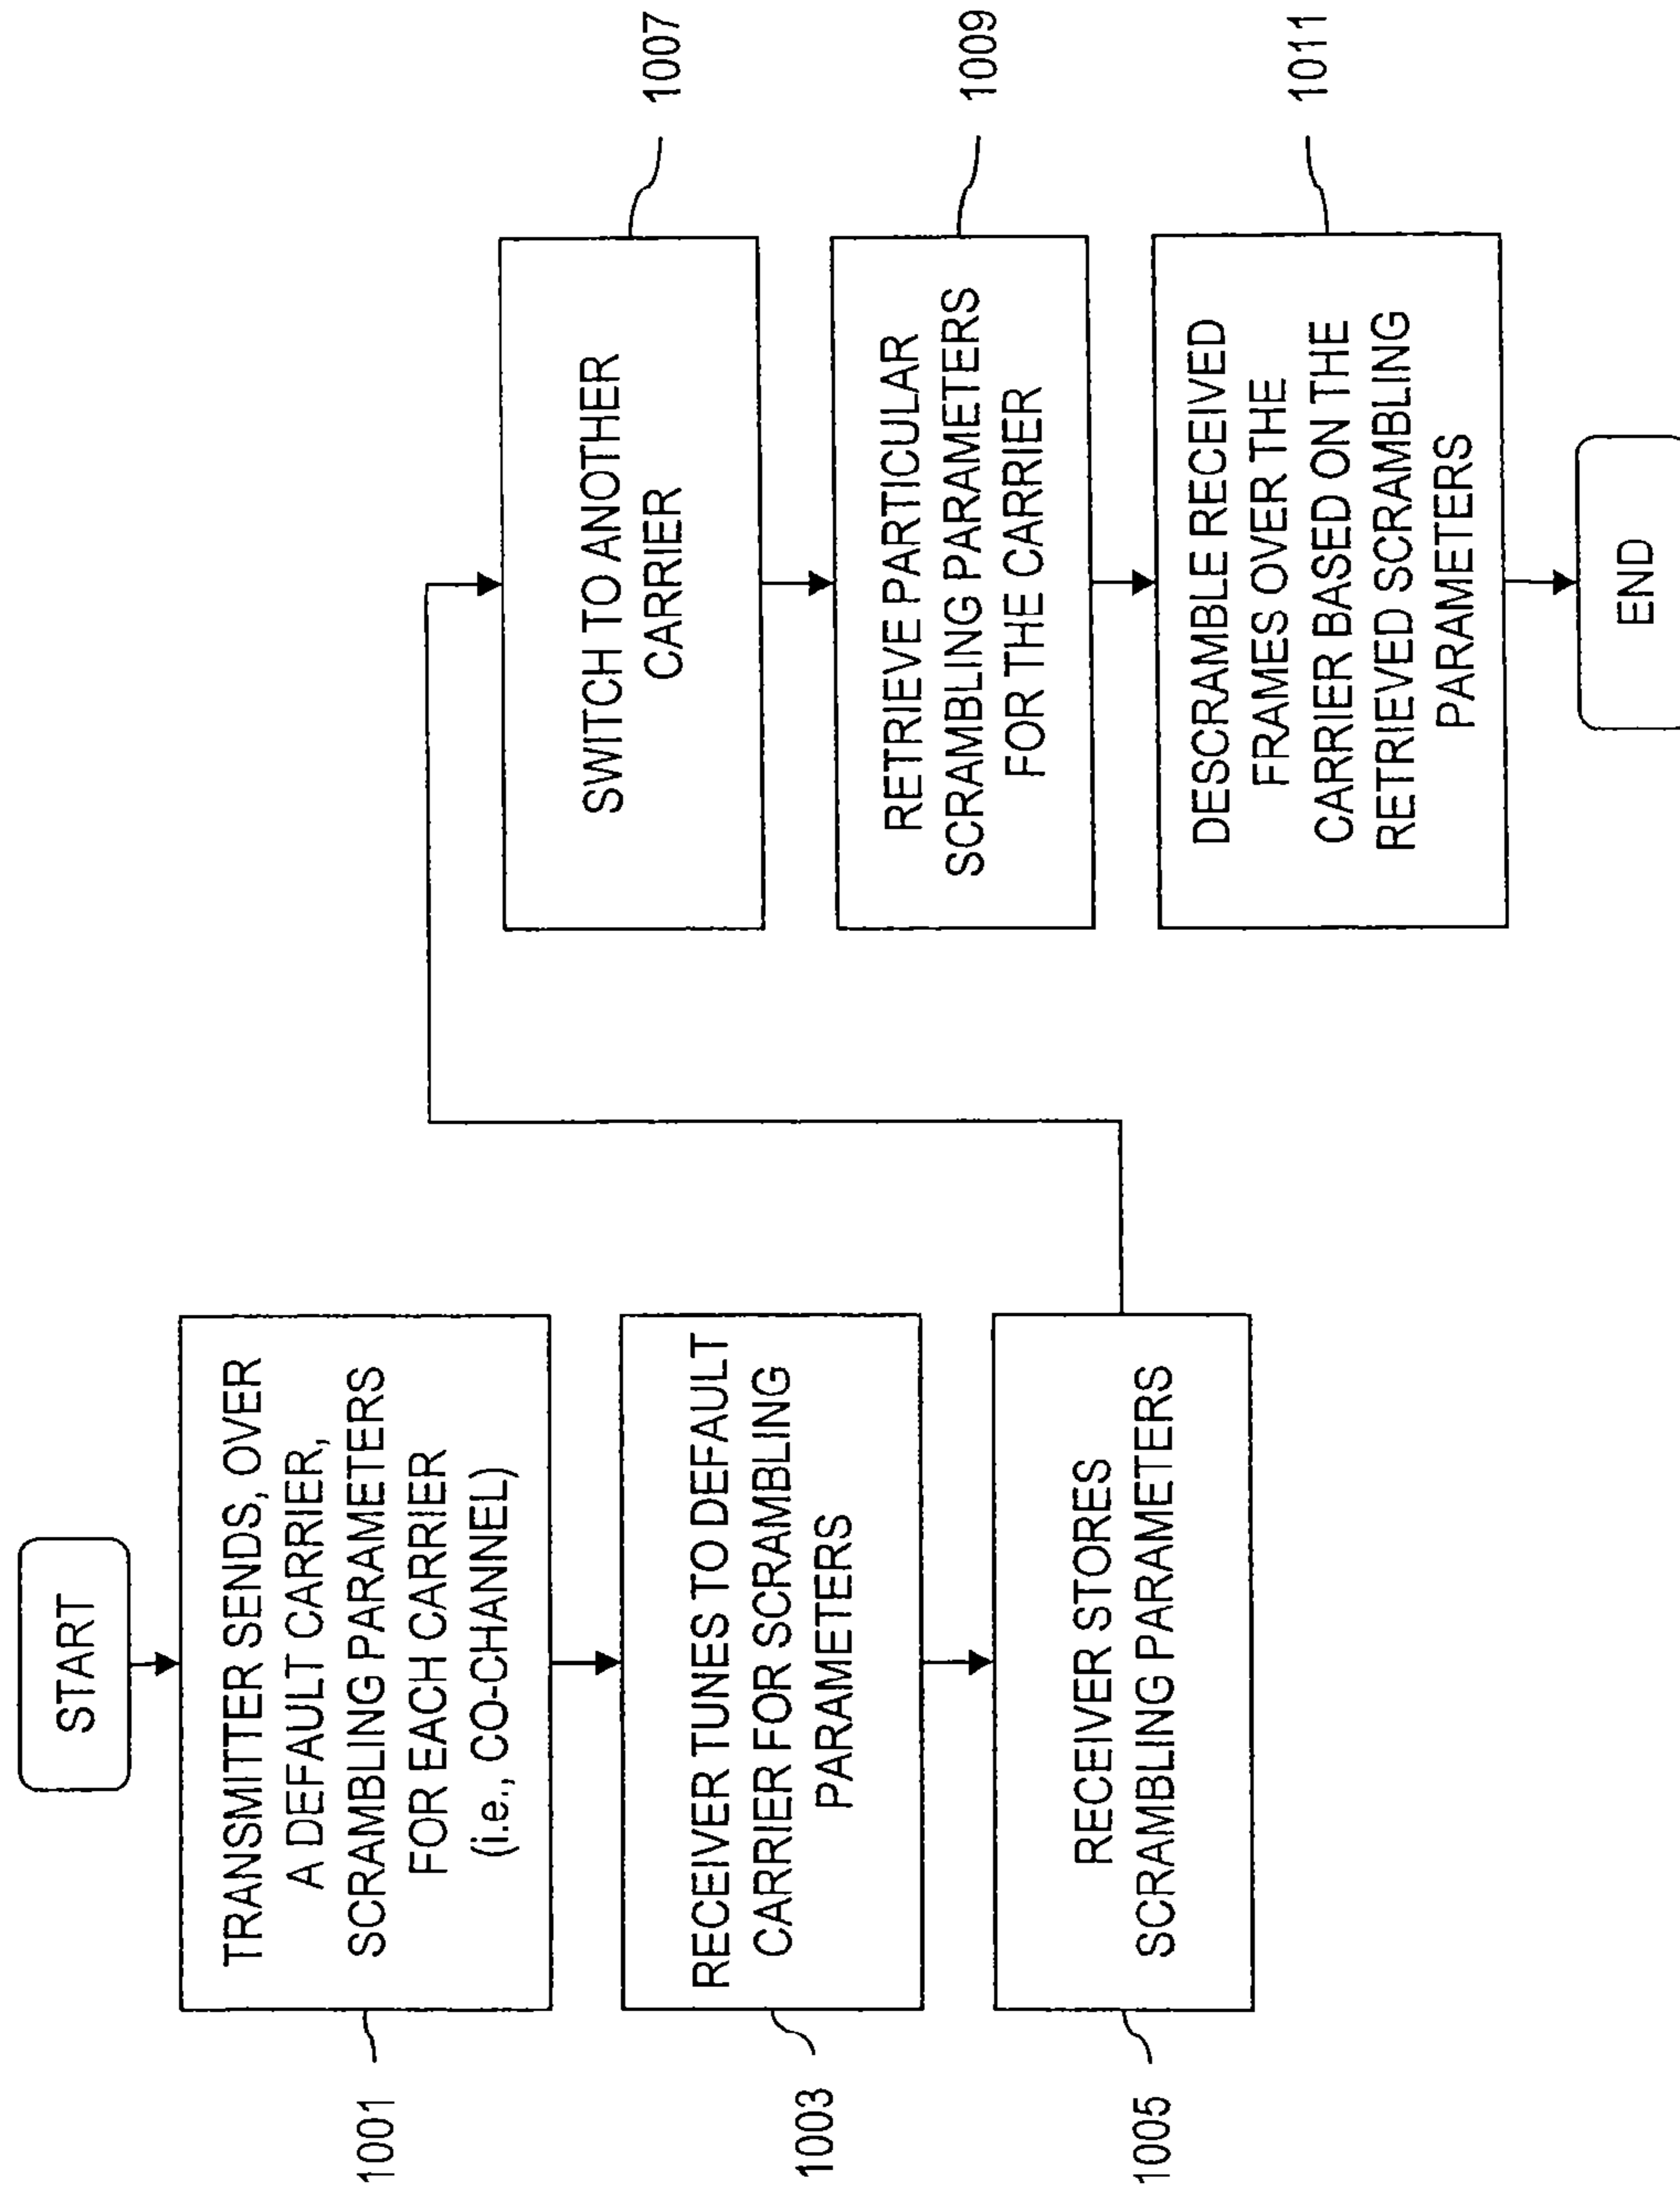 START
TRANSMITTER SENDS, OVER
A DEFAULT CARRIER,
SCRAMBLING PARAMETERS
FOR EACH CARRIER
(i.e., CO-CHANNEL)
1001
RECEIVER TUNES TO DEFAULT
CARRIER FOR SCRAMBLING
PARAMETERS
1003
RECEIVER STORES
SCRAMBLING PARAMETERS
1005
SWITCH TO ANOTHER
CARRIER
1007
RETRIEVE PARTICULAR
SCRAMBLING PARAMETERS
FOR THE CARRIER
1009
DESCRAMBLE RECEIVED
FRAMES OVER THE
CARRIER BASED ON THE
RETRIEVED SCRAMBLING
PARAMETERS
1011
END